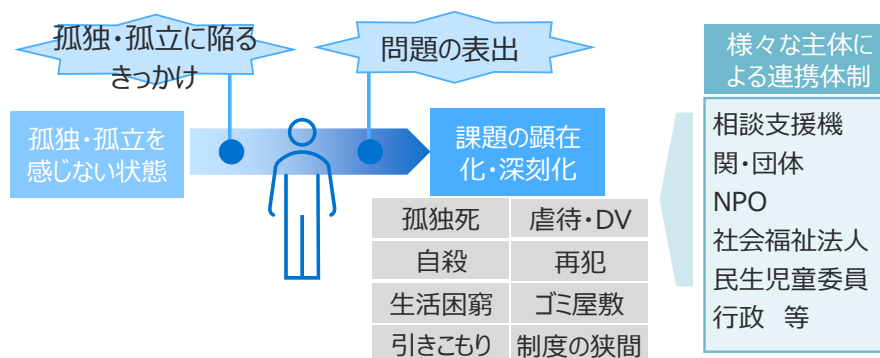 孤独・孤立に陥る
きっかけ
問題の表出
様々な主体に
よる連携体制
孤独・孤立を
感じない状態
課題の顕在
化・深刻化
孤独死
虐待・DV
自殺
再犯
生活困窮
ゴミ屋敷
引きこもり
制度の狭間
相談支援機
関・団体
NPO
社会福祉法人
民生児童委員
行政 等